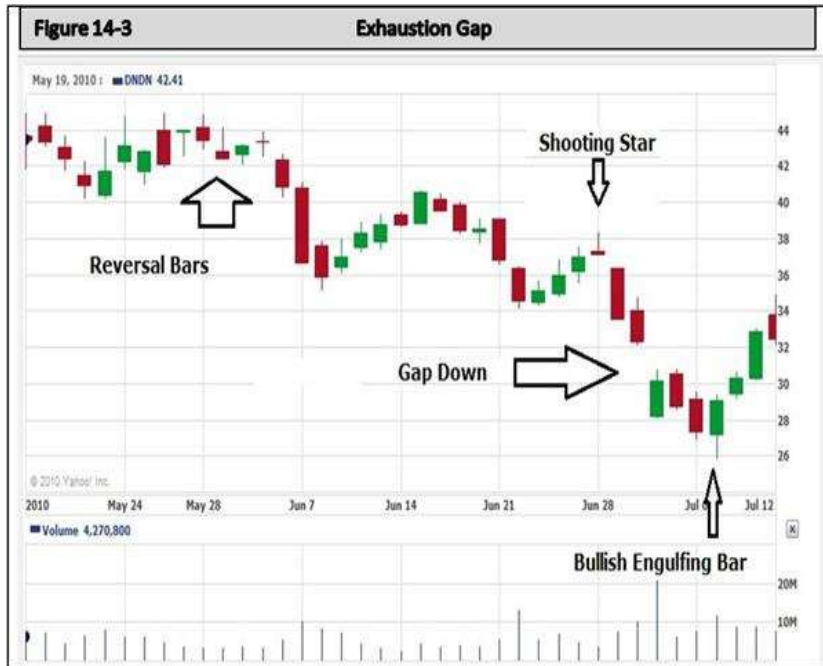 Figure 14-3 Exhaustion Gap
May 19, 2010 : DNDN 42.41
Shooting Star
Reversal Bars
Gap Down
44
42
40
38
36
34
32
30
28
26
© 2010 Yahoo! Inc.
2010 May 24 May 28 Jun 7 Jun 14 Jun 21 Jun 28 Jul Jul 12
Volume 4,270,800
X
Bullish Engulfing Bar
20M
10M